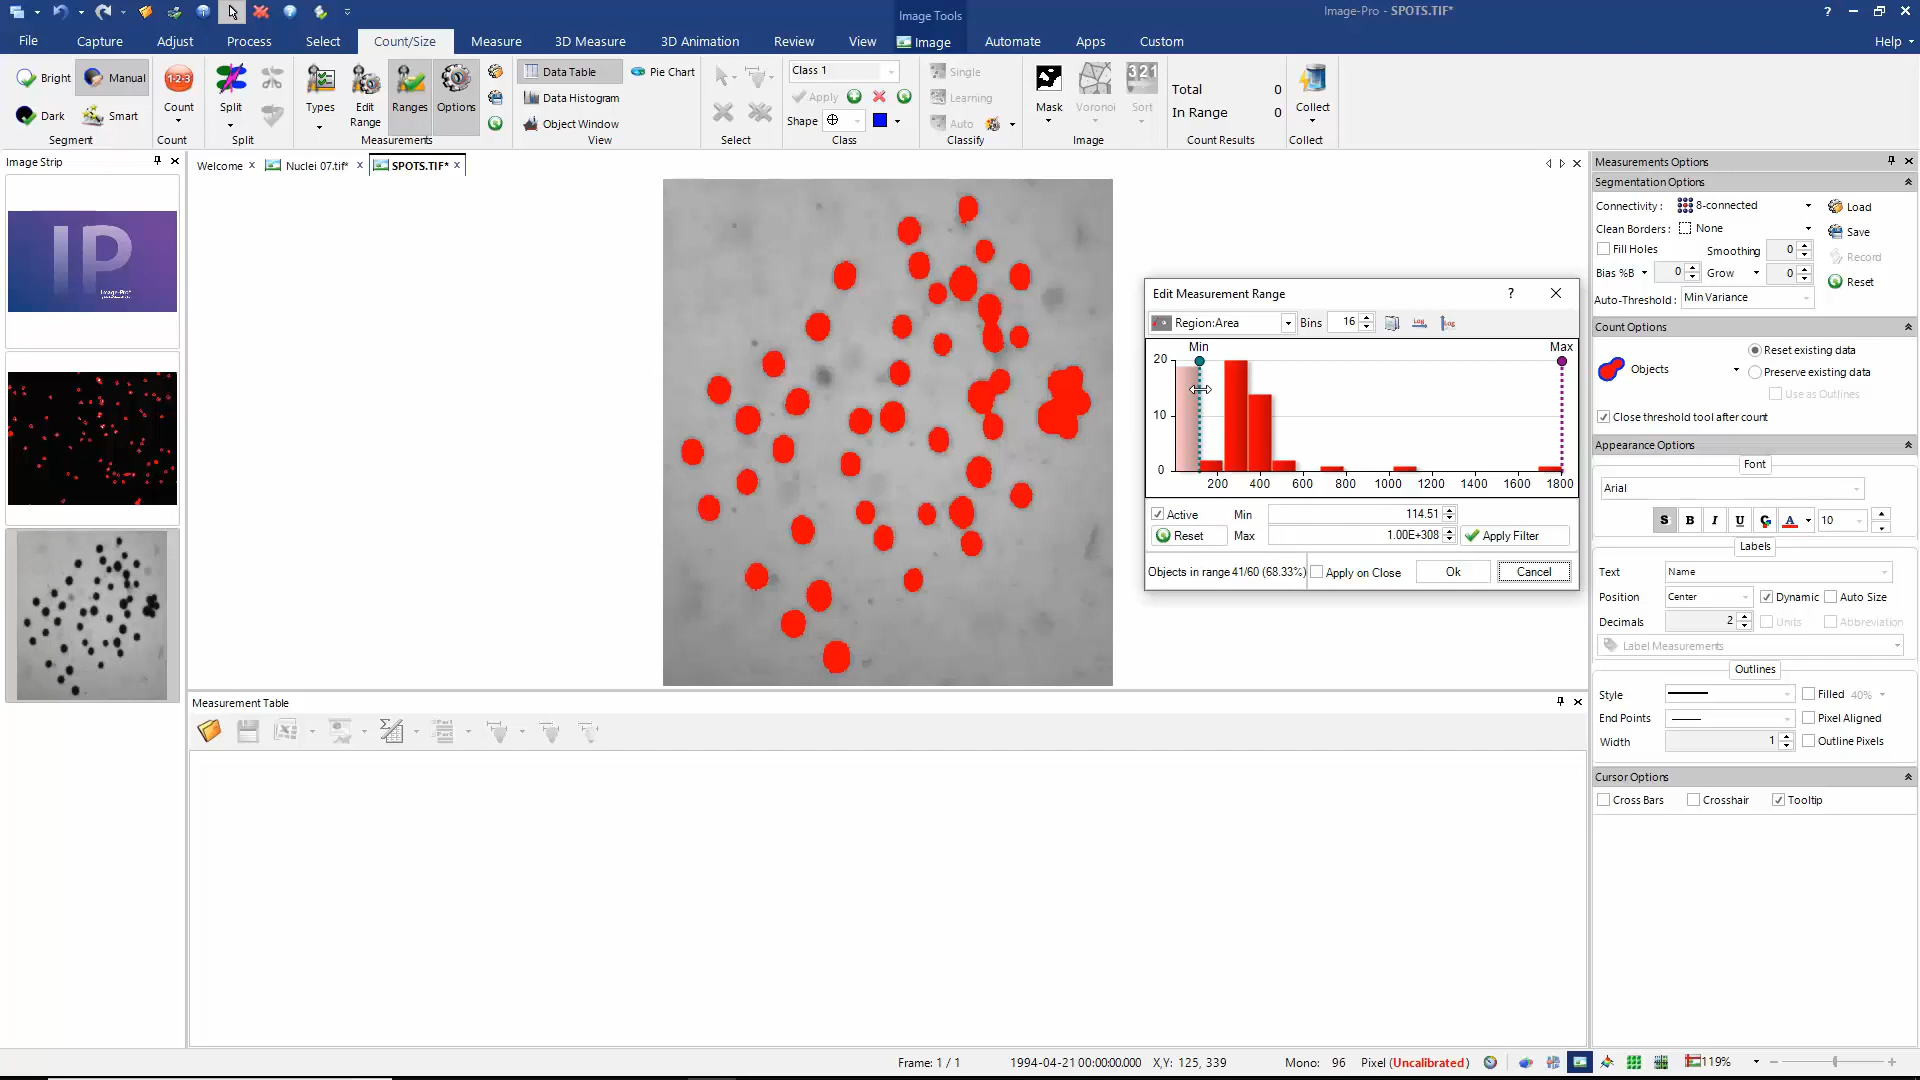 Image Tools
Image-Pro - SPOTS.TIF*
File Capture Adjust Process Select Count/Size Measure 3D Measure 3D Animation Review View Image Automate Apps Custom Help
Bright Manual
Dark Smart
Segment
1-2-3
Count
Count
Split
Split
Types
Edit Range
Ranges
Options
Measurements
Data Table Pie Chart
Data Histogram
Object Window
View
Select
Class 1
Apply
Shape
Class
Single
Learning
Auto
Classify
Mask
Voronoi
321
Sort
Image
Total 0
In Range 0
Count Results
Collect
Collect
Image Strip
Welcome Nuclei 07.tif* SPOTS.TIF*
IP
Image-Pro
Edit Measurement Range
Region:Area Bins 16 Log Log
Min Max
20
10
0
200 400 600 800 1000 1200 1400 1600 1800
Active Min 114.51
Reset Max 1.00E+308 Apply Filter
Objects in range 41/60 (68.33%) Apply on Close Ok Cancel
Measurement Table
Measurements Options
Segmentation Options
Connectivity : 8-connected Load
Clean Borders : None Save
Fill Holes Smoothing 0 Record
Bias %B 0 Grow 0 Reset
Auto-Threshold : Min Variance
Count Options
Objects
Reset existing data
Preserve existing data
Use as Outlines
Close threshold tool after count
Appearance Options
Font
Arial
S B I U G A 10
Labels
Text Name
Position Center Dynamic Auto Size
Decimals 2 Units Abbreviation
Label Measurements
Outlines
Style Filled 40%
End Points Pixel Aligned
Width 1 Outline Pixels
Cursor Options
Cross Bars Crosshair Tooltip
Frame: 1 / 1 1994-04-21 00:00:00.000 X,Y: 125, 339 Mono: 96 Pixel (Uncalibrated) 119%